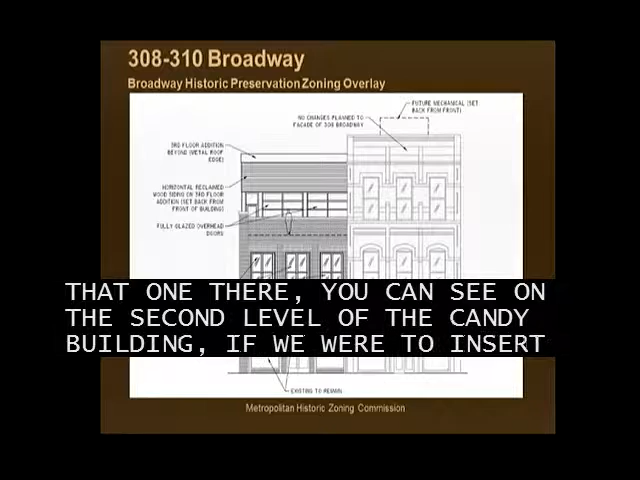 308-310 Broadway
Broadway Historic Preservation Zoning Overlay
FUTURE MECHANICAL (SET
BACK FROM FRONT)
NO CHANGES PLANNED TO
FACADE OF 308 BROADWAY
3RD FLOOR ADDITION
BEYOND (METAL ROOF
EDGE)
HORIZONTAL RECLAIMED
WOOD SIDING ON 3RD FLOOR
ADDITION (SET BACK FROM
FRONT OF BUILDING)
FULLY GLAZED OVERHEAD
DOORS
THAT ONE THERE, YOU CAN SEE ON
THE SECOND LEVEL OF THE CANDY
BUILDING, IF WE WERE TO INSERT
EXISTING TO REMAIN
Metropolitan Historic Zoning Commission